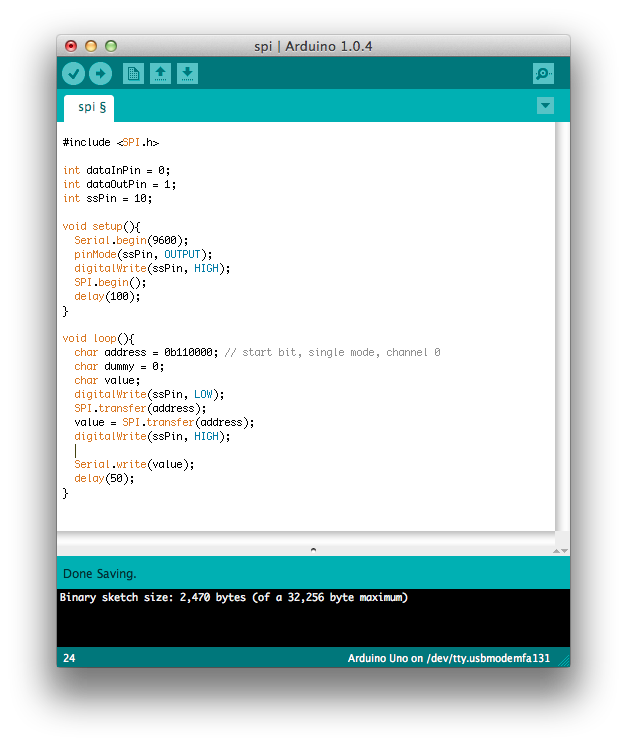 spi | Arduino 1.0.4
spi §
#include <SPI.h>
int dataInPin = 0;
int dataOutPin = 1;
int ssPin = 10;
void setup(){
Serial.begin(9600);
pinMode(ssPin, OUTPUT);
digitalWrite(ssPin, HIGH);
SPI.begin();
delay(100);
}
void loop(){
char address = 0b110000; // start bit, single mode, channel 0
char dummy = 0;
char value;
digitalWrite(ssPin, LOW);
SPI.transfer(address);
value = SPI.transfer(address);
digitalWrite(ssPin, HIGH);
Serial.write(value);
delay(50);
}
Done Saving.
Binary sketch size: 2,470 bytes (of a 32,256 byte maximum)
24 Arduino Uno on /dev/tty.usbmodemfa131